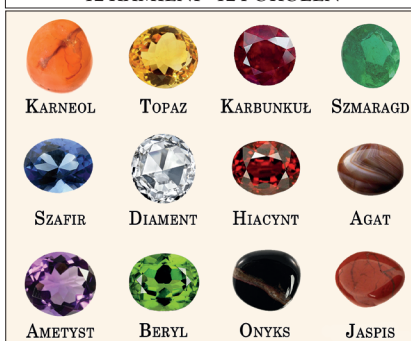 KARNEOL TOPAZ KARBUNKUŁ SZMARAGD
SZAFIR DIAMENT HIACYNT AGAT
AMETYST BERYL ONYKS JASPIS